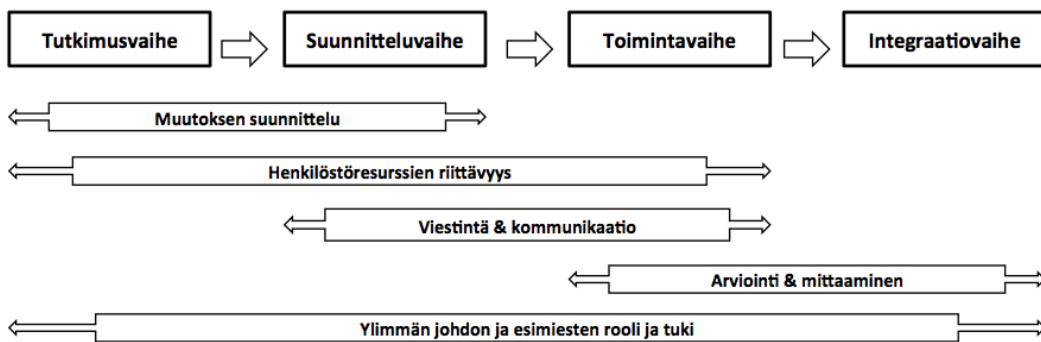 Tutkimusvaihe
Suunnitteluvaihe
Toimintavaihe
Integraatiovaihe
Muutoksen suunnittelu
Henkilöstöresurssien riittävyys
Viestintä & kommunikaatio
Arviointi & mittaaminen
Ylimmän johdon ja esimiesten rooli ja tuki